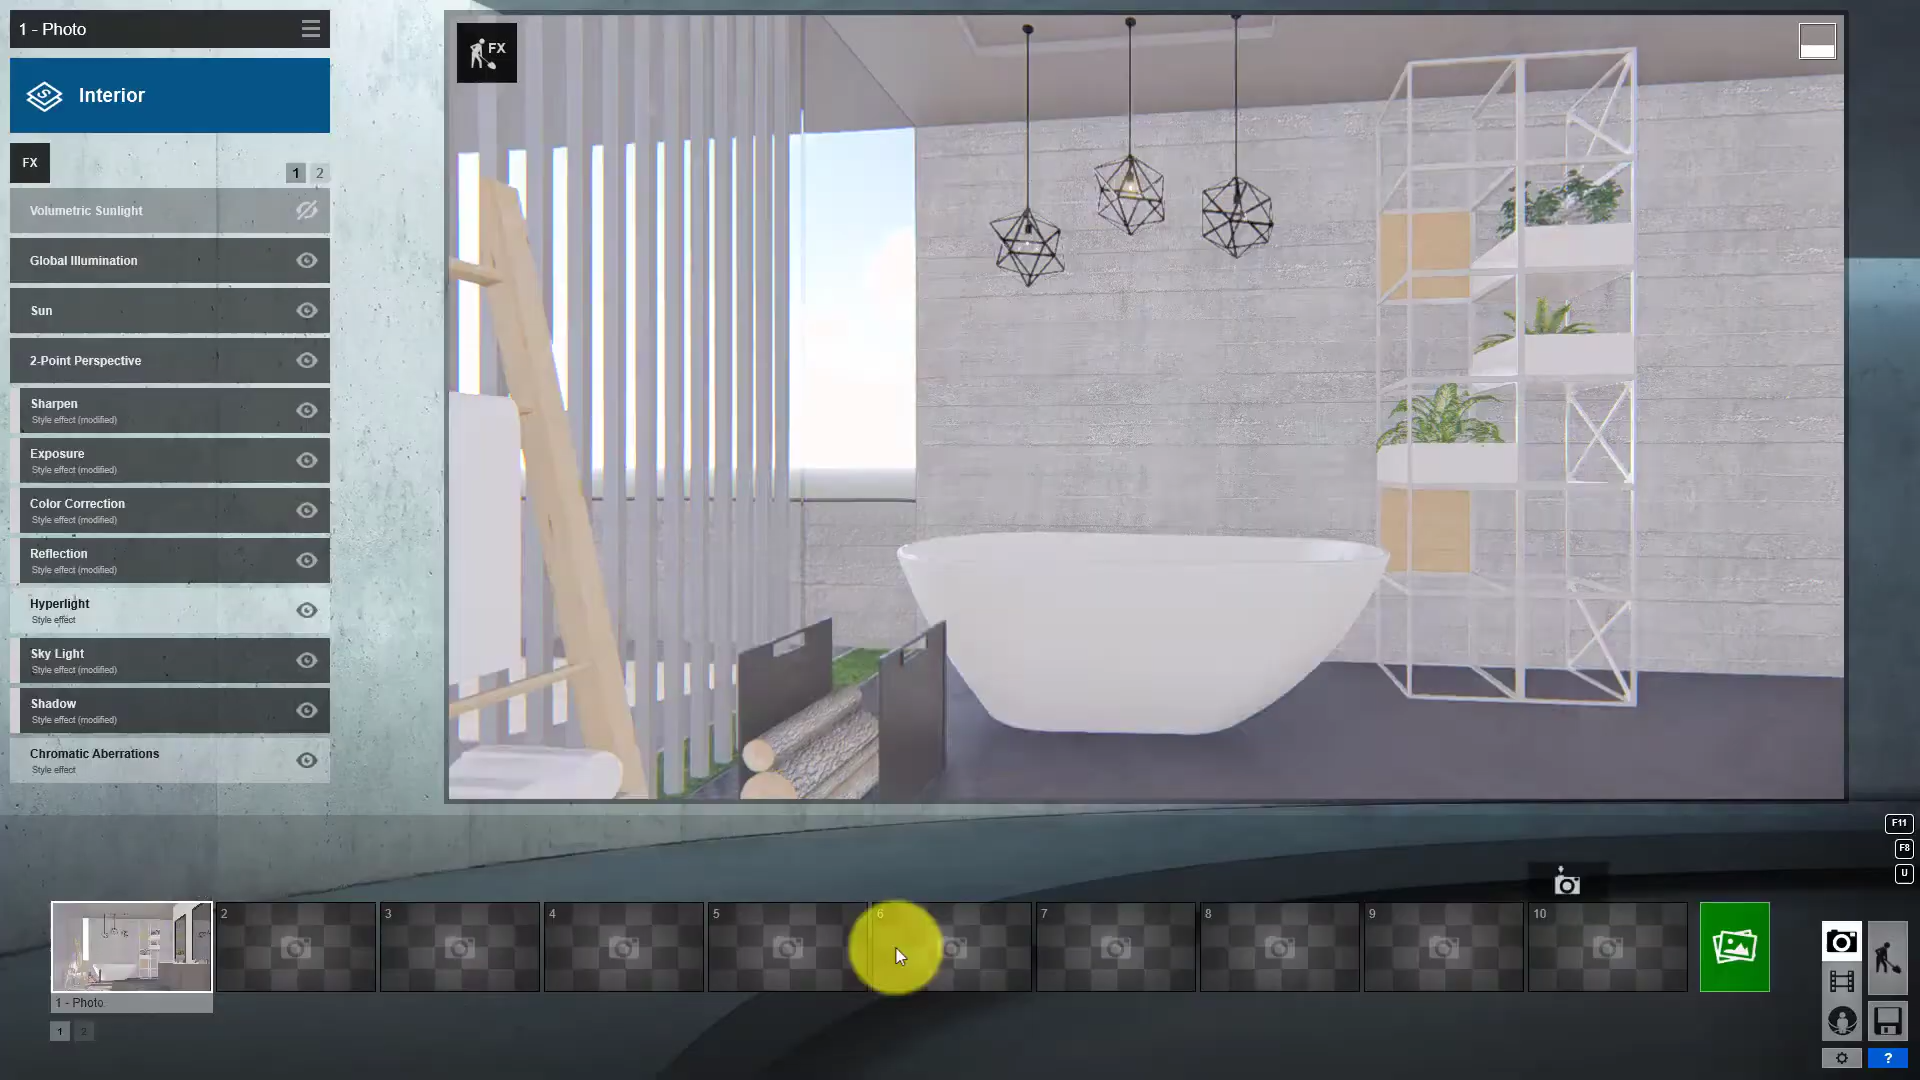 1 - Photo
Interior
FX
1 2
Volumetric Sunlight
Global Illumination
Sun
2-Point Perspective
Sharpen
Style effect (modified)
Exposure
Style effect (modified)
Color Correction
Style effect (modified)
Reflection
Style effect (modified)
Hyperlight
Style effect
Sky Light
Style effect (modified)
Shadow
Style effect (modified)
Chromatic Aberrations
Style effect
FX
F11
F8
U
2 3 4 5 6 7 8 9 10
1 - Photo
1 2
?